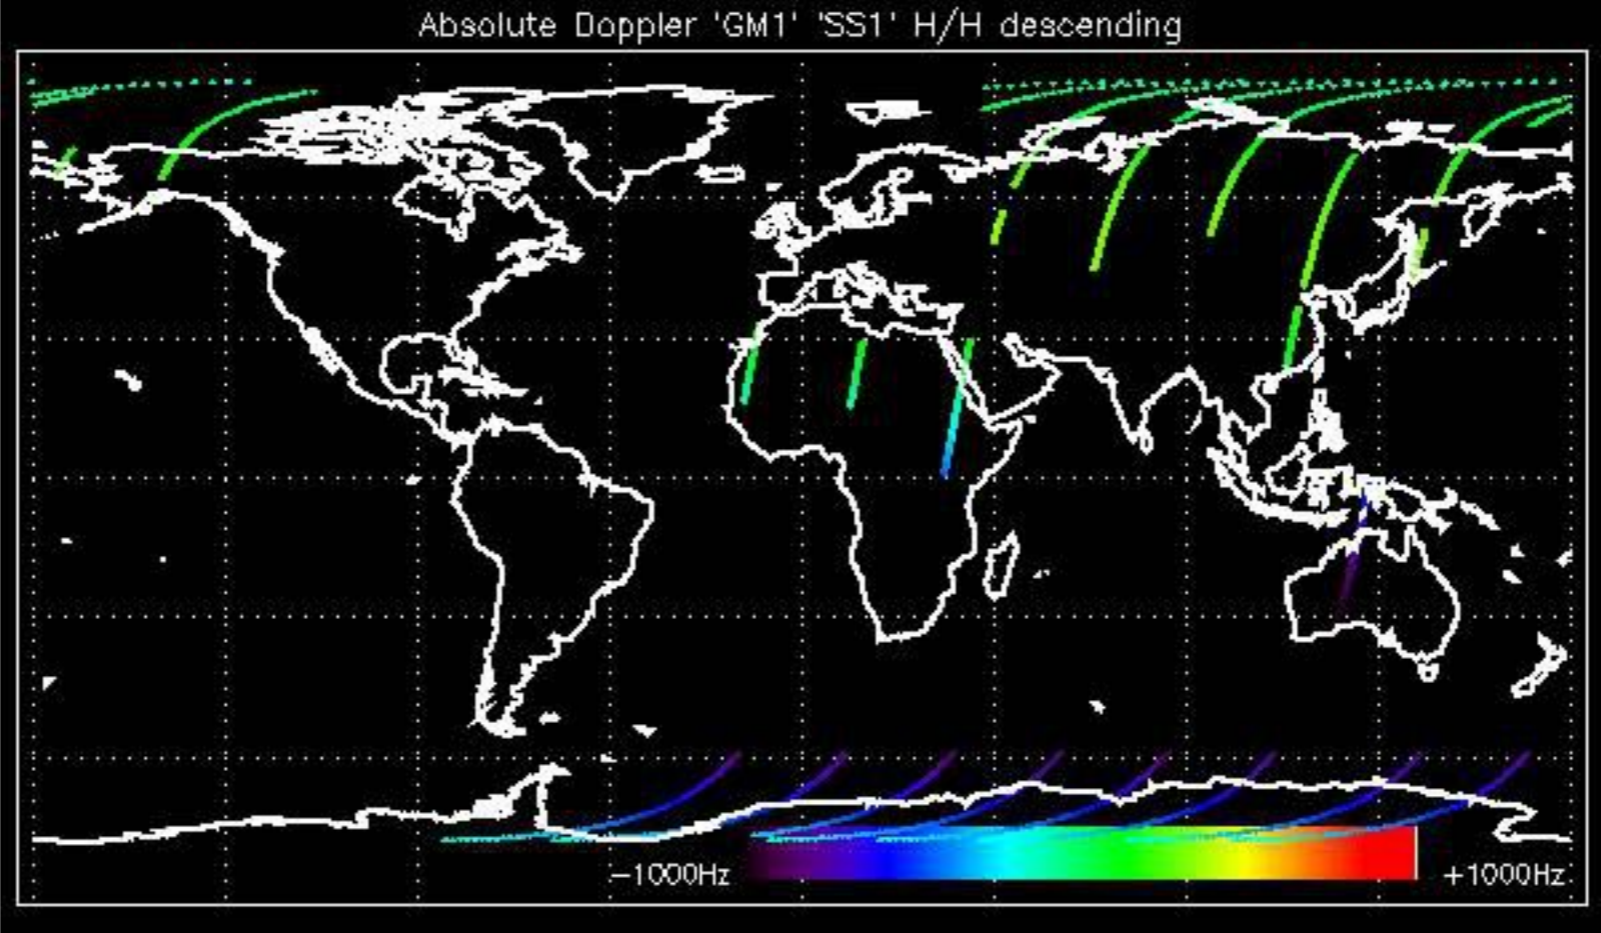 Absolute Doppler 'GM1' 'SS1' H/H descending
−1000Hz +1000Hz